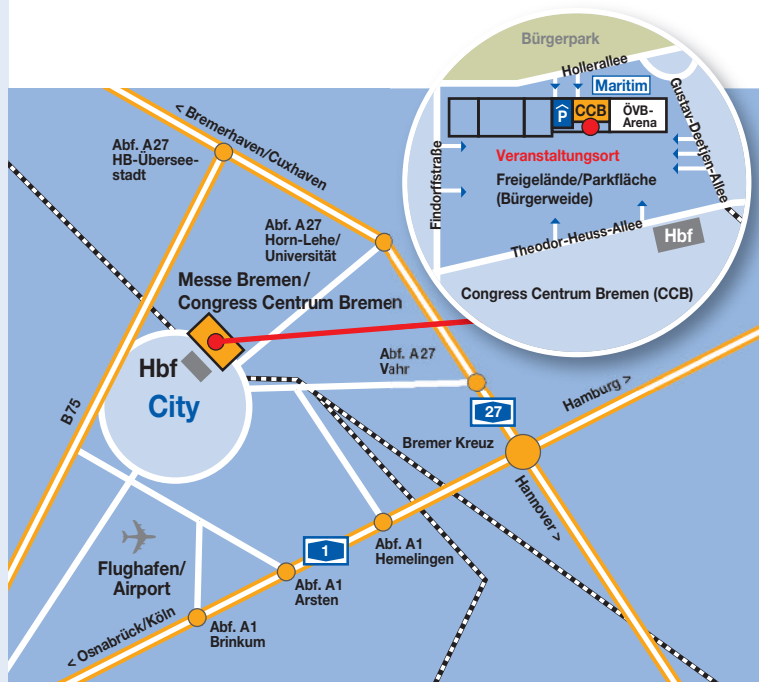 Bürgerpark
Hollerallee
Maritim
P
CCB
ÖVB-
Arena
Gustav-Deetjen-Allee
Findorffstraße
Veranstaltungsort
Freigelände/Parkfläche
(Bürgerweide)
Theodor-Heuss-Allee
Hbf
Congress Centrum Bremen (CCB)
< Bremerhaven/Cuxhaven
Abf. A27
HB-Übersee-
stadt
Abf. A27
Horn-Lehe/
Universität
Messe Bremen/
Congress Centrum Bremen
Hbf
City
B75
Abf. A27
Vahr
27
Hamburg >
Bremer Kreuz
Hannover >
1
Abf. A1
Hemelingen
Flughafen/
Airport
Abf. A1
Arsten
Abf. A1
Brinkum
< Osnabrück/Köln